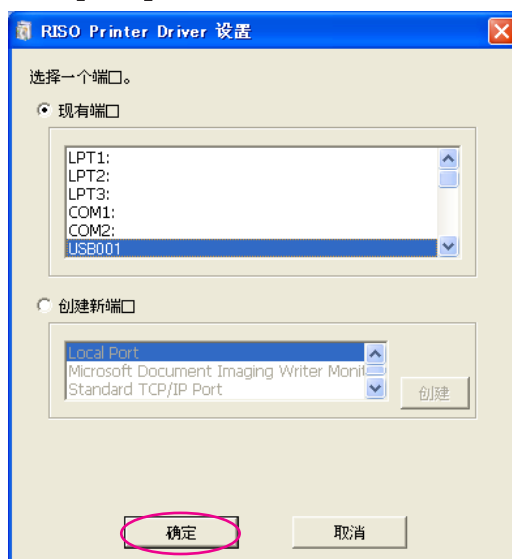 RISO Printer Driver 设置
选择一个端口。
现有端口
LPT1:
LPT2:
LPT3:
COM1:
COM2:
USB001
创建新端口
Local Port
Microsoft Document Imaging Writer Monit
Standard TCP/IP Port
创建
确定
取消